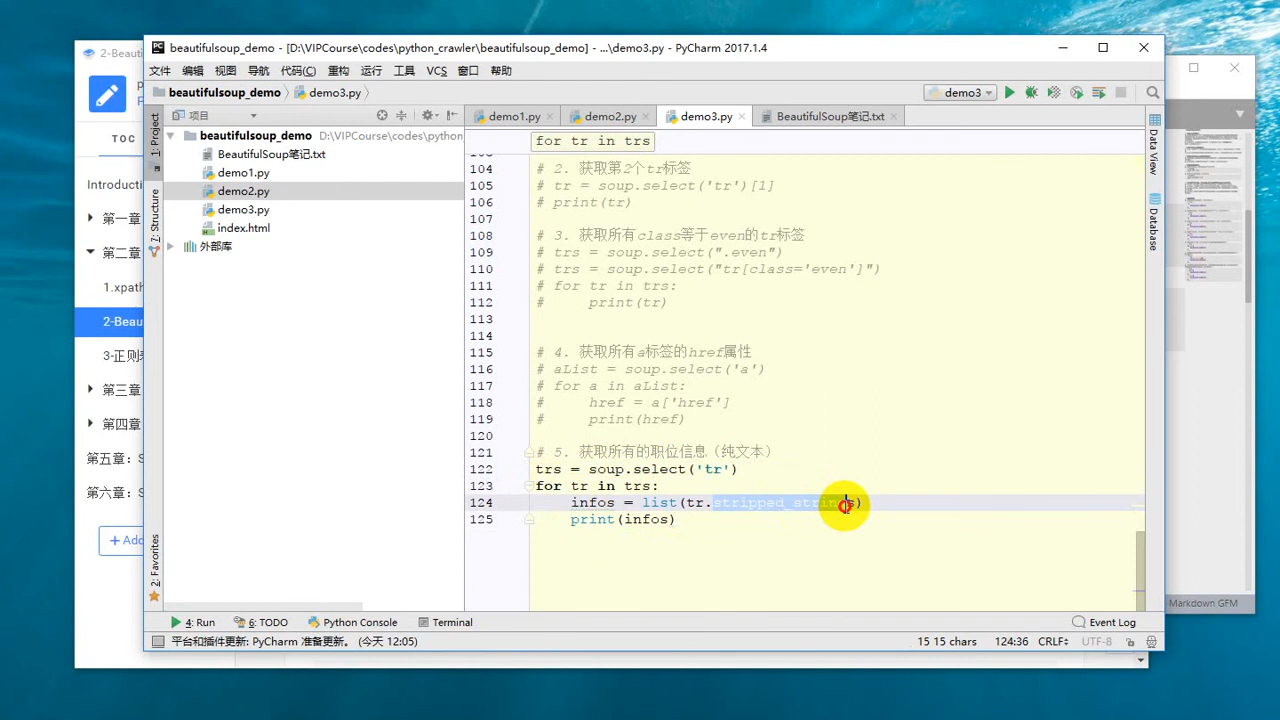 2-Beau
beautifulsoup_demo - [D:\VIPCourse\codes\python_crawler\beautifulsoup_demo] - ...\demo3.py - PyCharm 2017.1.4
文件 编辑 视图 导航 代码(C) 重构 运行 工具 VCS 窗口 帮助
beautifulsoup_demo demo3.py demo3
项目 demo1.py demo2.py demo3.py BeautifulSoup笔记.txt
TOC
Introducti
第一章
第二章
1.xpath
2-Beau
3-正则表
第三章
第四章
第五章：S
第六章：S
+ Add
1: Project
7: Structure
2: Favorites
beautifulsoup_demo D:\VIPCourse\codes\python
BeautifulSoup笔记.txt
demo1.py
demo2.py
demo3.py
index.html
外部库
for tr in trs
104 # 2. 获取第2个tr标签
105 # tr = soup.select('tr')[1]
106 # print(tr)
107
108 # 3. 获取所有class等于even的tr标签
109 # trs = soup.select(".even")
110 # trs = soup.select("tr[class='even']")
111 # for tr in trs:
112 #     print(tr)
113
114
115 # 4. 获取所有a标签的href属性
116 # aList = soup.select('a')
117 # for a in aList:
118 #     href = a['href']
119 #     print(href)
120
121 # 5. 获取所有的职位信息（纯文本）
122 trs = soup.select('tr')
123 for tr in trs:
124     infos = list(tr.stripped_strings)
125     print(infos)
Data View
Database
4: Run 6: TODO Python Console Terminal Event Log
平台和插件更新: PyCharm 准备更新。 (今天 12:05) 15 15 chars 124:36 CRLF UTF-8
Markdown GFM